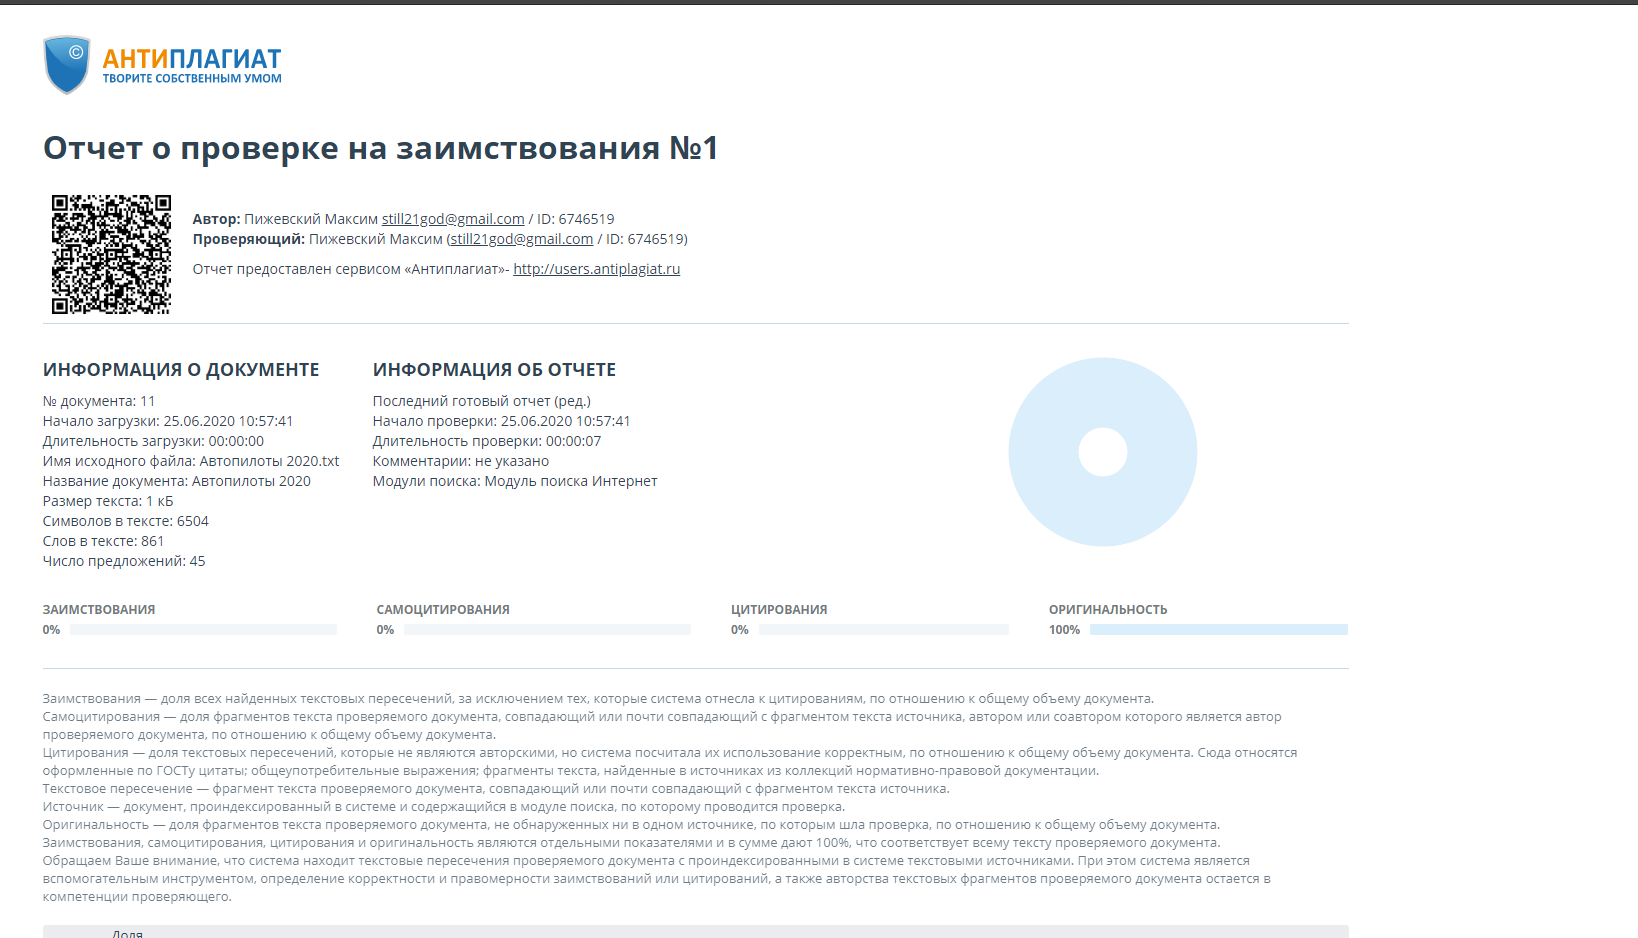 ©
АНТИПЛАГИАТ
ТВОРИТЕ СОБСТВЕННЫМ УМОМ
Отчет о проверке на заимствования №1
Автор: Пижевский Максим still21god@gmail.com / ID: 6746519
Проверяющий: Пижевский Максим (still21god@gmail.com / ID: 6746519)
Отчет предоставлен сервисом «Антиплагиат»- http://users.antiplagiat.ru
ИНФОРМАЦИЯ О ДОКУМЕНТЕ
№ документа: 11
Начало загрузки: 25.06.2020 10:57:41
Длительность загрузки: 00:00:00
Имя исходного файла: Автопилоты 2020.txt
Название документа: Автопилоты 2020
Размер текста: 1 кБ
Cимволов в тексте: 6504
Слов в тексте: 861
Число предложений: 45
ИНФОРМАЦИЯ ОБ ОТЧЕТЕ
Последний готовый отчет (ред.)
Начало проверки: 25.06.2020 10:57:41
Длительность проверки: 00:00:07
Комментарии: не указано
Модули поиска: Модуль поиска Интернет
ЗАИМСТВОВАНИЯ
0%
САМОЦИТИРОВАНИЯ
0%
ЦИТИРОВАНИЯ
0%
ОРИГИНАЛЬНОСТЬ
100%
Заимствования — доля всех найденных текстовых пересечений, за исключением тех, которые система отнесла к цитированиям, по отношению к общему объему документа.
Самоцитирования — доля фрагментов текста проверяемого документа, совпадающий или почти совпадающий с фрагментом текста источника, автором или соавтором которого является автор
проверяемого документа, по отношению к общему объему документа.
Цитирования — доля текстовых пересечений, которые не являются авторскими, но система посчитала их использование корректным, по отношению к общему объему документа. Сюда относятся
оформленные по ГОСТу цитаты; общеупотребительные выражения; фрагменты текста, найденные в источниках из коллекций нормативно-правовой документации.
Текстовое пересечение — фрагмент текста проверяемого документа, совпадающий или почти совпадающий с фрагментом текста источника.
Источник — документ, проиндексированный в системе и содержащийся в модуле поиска, по которому проводится проверка.
Оригинальность — доля фрагментов текста проверяемого документа, не обнаруженных ни в одном источнике, по которым шла проверка, по отношению к общему объему документа.
Заимствования, самоцитирования, цитирования и оригинальность являются отдельными показателями и в сумме дают 100%, что соответствует всему тексту проверяемого документа.
Обращаем Ваше внимание, что система находит текстовые пересечения проверяемого документа с проиндексированными в системе текстовыми источниками. При этом система является
вспомогательным инструментом, определение корректности и правомерности заимствований или цитирований, а также авторства текстовых фрагментов проверяемого документа остается в
компетенции проверяющего.
Доля